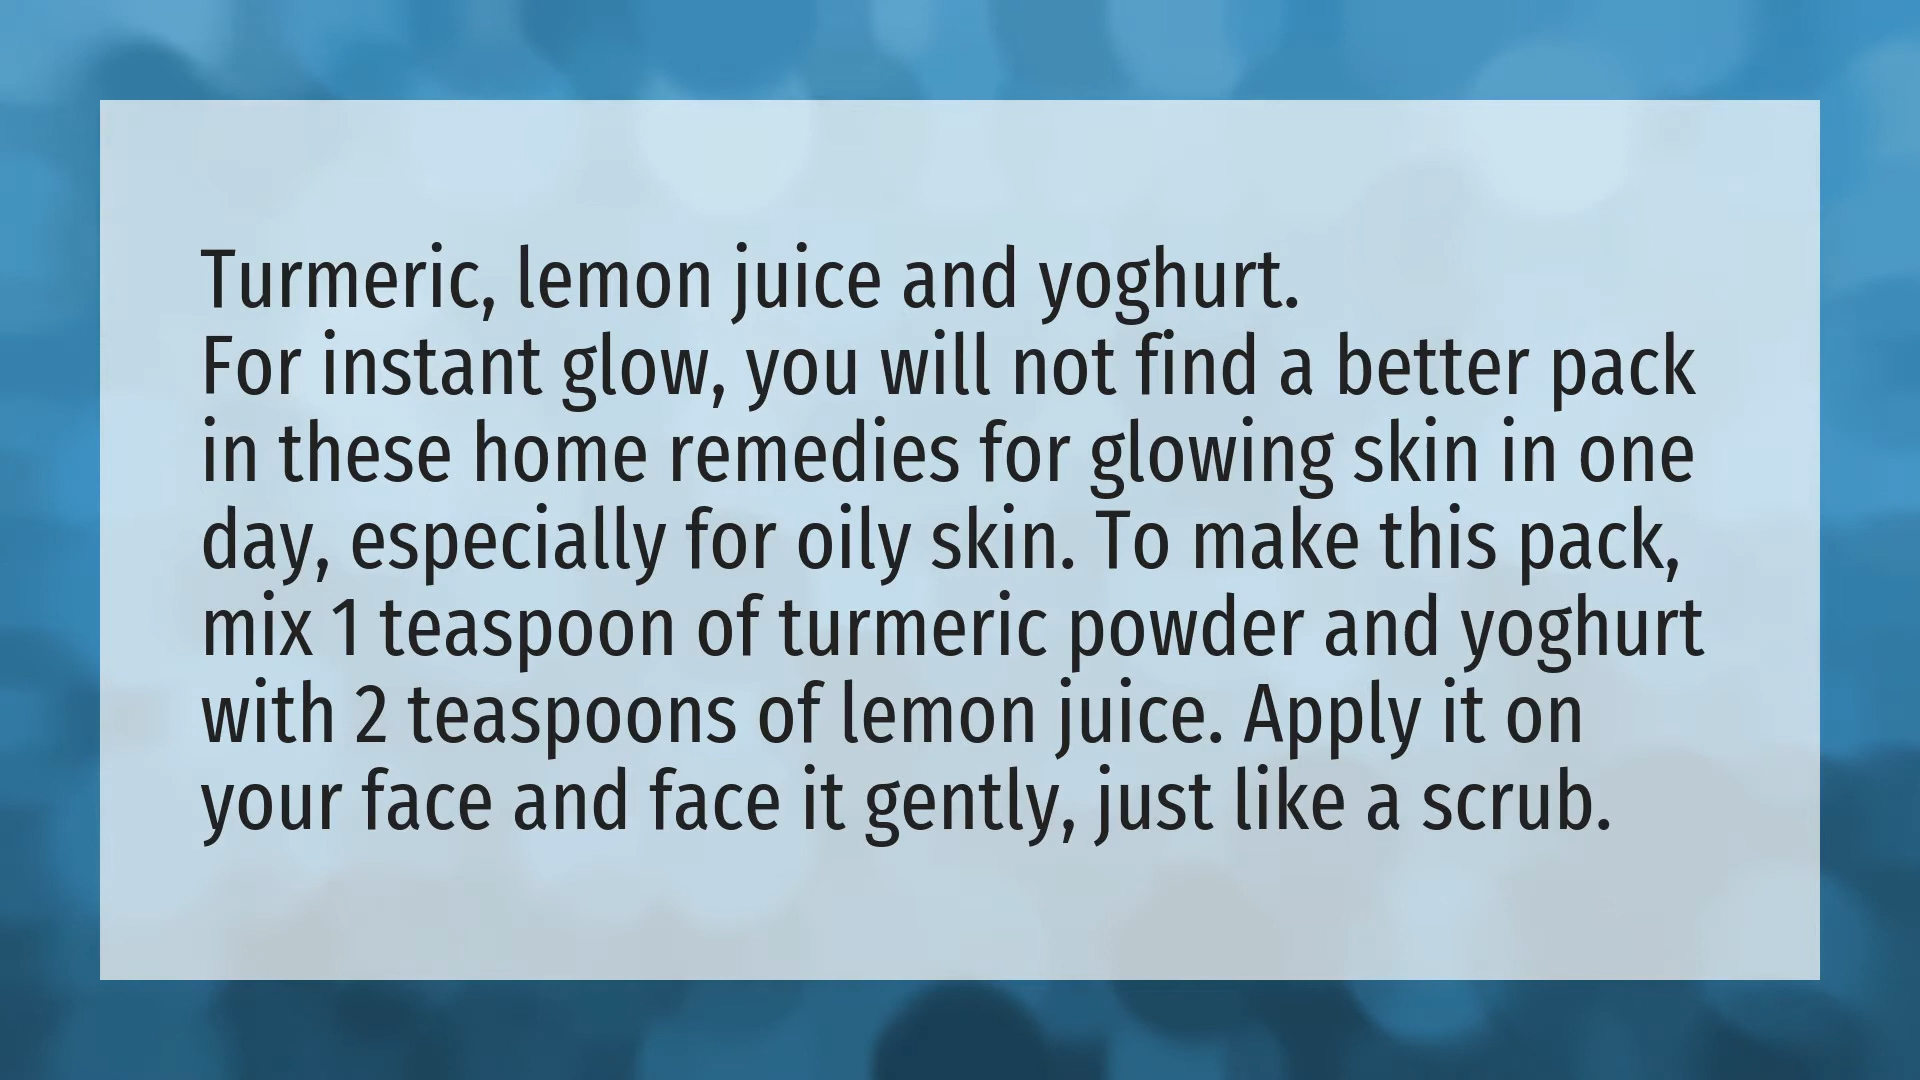 Turmeric, lemon juice and yoghurt.
For instant glow, you will not find a better pack
in these home remedies for glowing skin in one
day, especially for oily skin. To make this pack,
mix 1 teaspoon of turmeric powder and yoghurt
with 2 teaspoons of lemon juice. Apply it on
your face and face it gently, just like a scrub.